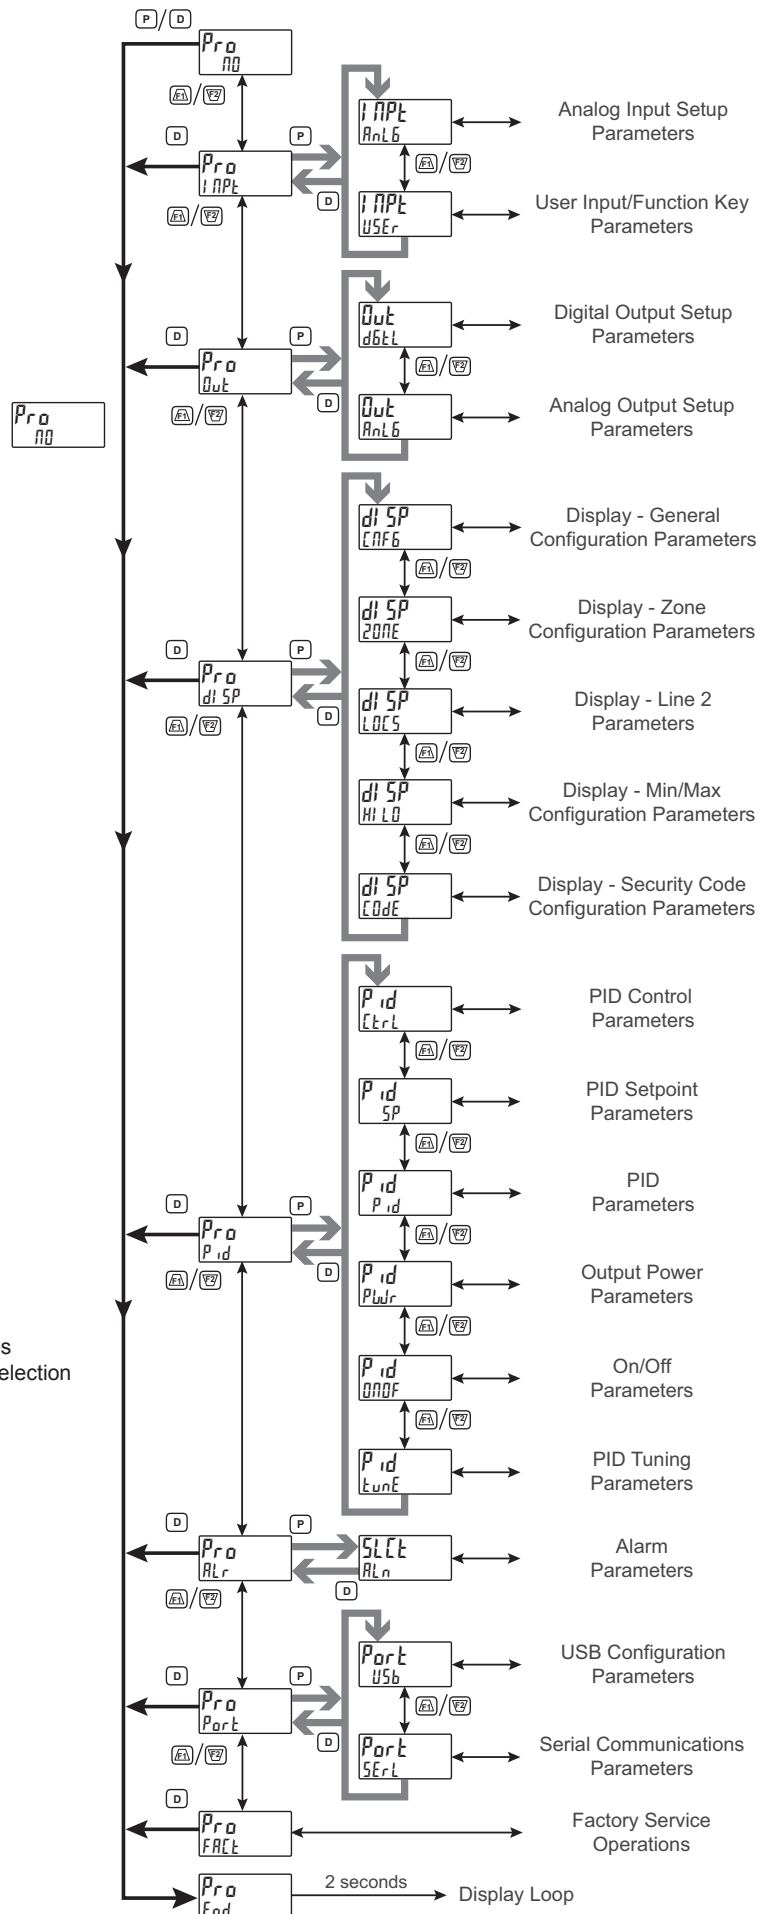 P / D
Pro
NO
F1 / F2
D
P
Pro
INPt
D
INPt
AnLG
Analog Input Setup
Parameters
F1 / F2
INPt
USEr
User Input/Function Key
Parameters
F1 / F2
D
P
Pro
Out
D
Out
dGtL
Digital Output Setup
Parameters
F1 / F2
Out
AnLG
Analog Output Setup
Parameters
F1 / F2
Pro
NO
D
P
Pro
dISP
D
dISP
CNFG
Display - General
Configuration Parameters
F1 / F2
dISP
ZONE
Display - Zone
Configuration Parameters
F1 / F2
dISP
LOCS
Display - Line 2
Parameters
F1 / F2
dISP
HILO
Display - Min/Max
Configuration Parameters
F1 / F2
dISP
COdE
Display - Security Code
Configuration Parameters
F1 / F2
D
P
Pro
Pid
D
Pid
CtrL
PID Control
Parameters
F1 / F2
Pid
SP
PID Setpoint
Parameters
F1 / F2
Pid
Pid
PID
Parameters
F1 / F2
Pid
PWr
Output Power
Parameters
F1 / F2
Pid
ONOF
On/Off
Parameters
F1 / F2
Pid
tunE
PID Tuning
Parameters
F1 / F2
s
election
D
P
Pro
ALr
D
SLCt
ALn
Alarm
Parameters
F1 / F2
D
P
Pro
Port
D
Port
USb
USB Configuration
Parameters
F1 / F2
Port
SErL
Serial Communications
Parameters
F1 / F2
D
Pro
FACt
Factory Service
Operations
Pro
End
2 seconds
Display Loop